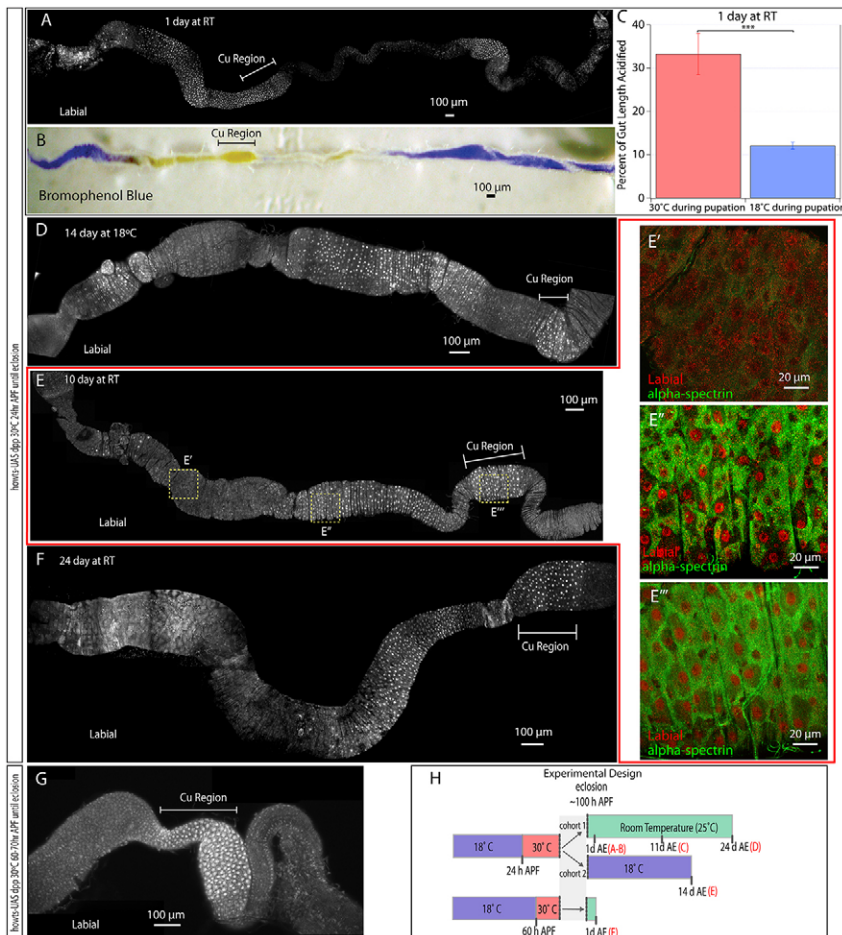 A
1 day at RT
Cu Region
Labial
100 µm
B
Cu Region
Bromophenol Blue
100 µm
C
1 day at RT
***
Percent of Gut Length Acidified
40
30
20
10
0
30˚C during pupation
18˚C during pupation
howts-UAS dpp 30ºC 24hr APF until eclosion
D
14 day at 18ºC
Cu Region
Labial
100 µm
E
10 day at RT
100 µm
Cu Region
E'
E''
E'''
Labial
E'
Labial
alpha-spectrin
20 µm
E''
Labial
alpha-spectrin
20 µm
E'''
Labial
alpha-spectrin
20 µm
F
24 day at RT
Cu Region
Labial
100 µm
howts-UAS dpp 30ºC 60-70hr APF until eclosion
G
Cu Region
Labial
100 µm
H
Experimental Design
eclosion
~100 h APF
cohort 1
Room Temperature (25˚C)
18˚ C
30˚ C
1d AE (A-B)
11d AE (C)
24 d AE (D)
24 h APF
cohort 2
18˚ C
14 d AE (E)
18˚ C
30˚ C
60 h APF
1d AE (F)